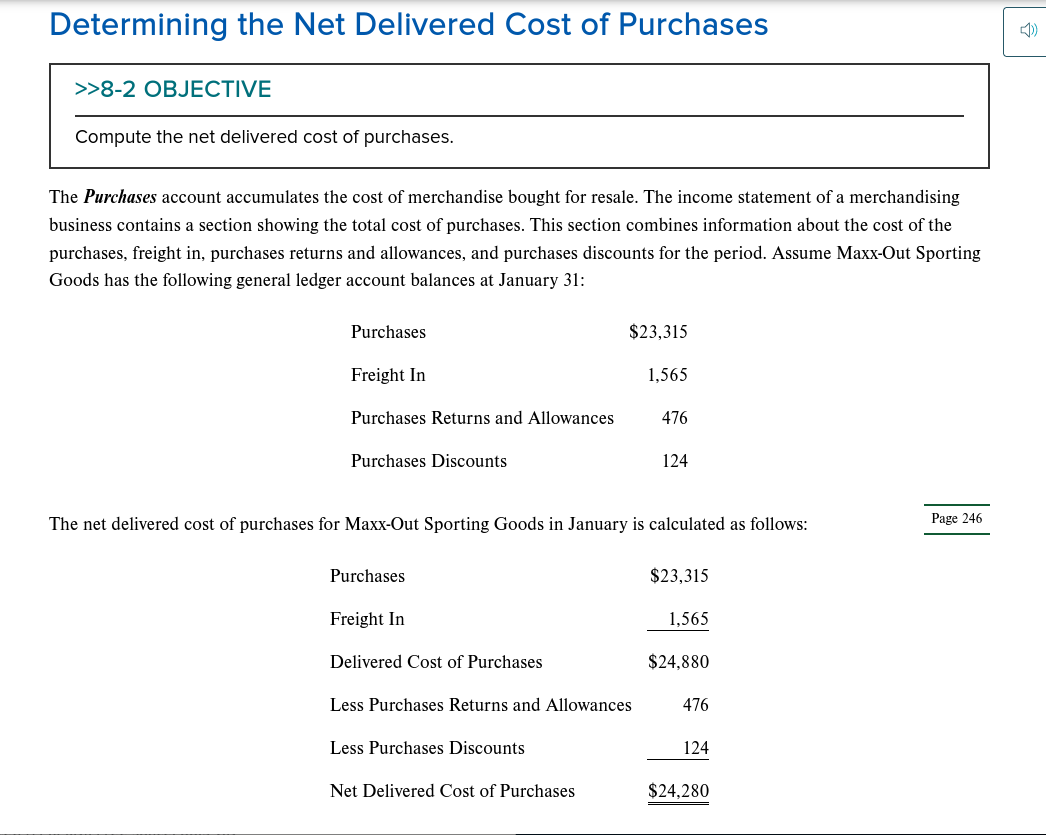 Determining the Net Delivered Cost of Purchases
>>8-2 OBJECTIVE
Compute the net delivered cost of purchases.
The Purchases account accumulates the cost of merchandise bought for resale. The income statement of a merchandising
business contains a section showing the total cost of purchases. This section combines information about the cost of the
purchases, freight in, purchases returns and allowances, and purchases discounts for the period. Assume Maxx-Out Sporting
Goods has the following general ledger account balances at January 31:
Purchases $23,315
Freight In 1,565
Purchases Returns and Allowances 476
Purchases Discounts 124
Page 246
The net delivered cost of purchases for Maxx-Out Sporting Goods in January is calculated as follows:
Purchases $23,315
Freight In 1,565
Delivered Cost of Purchases $24,880
Less Purchases Returns and Allowances 476
Less Purchases Discounts 124
Net Delivered Cost of Purchases $24,280